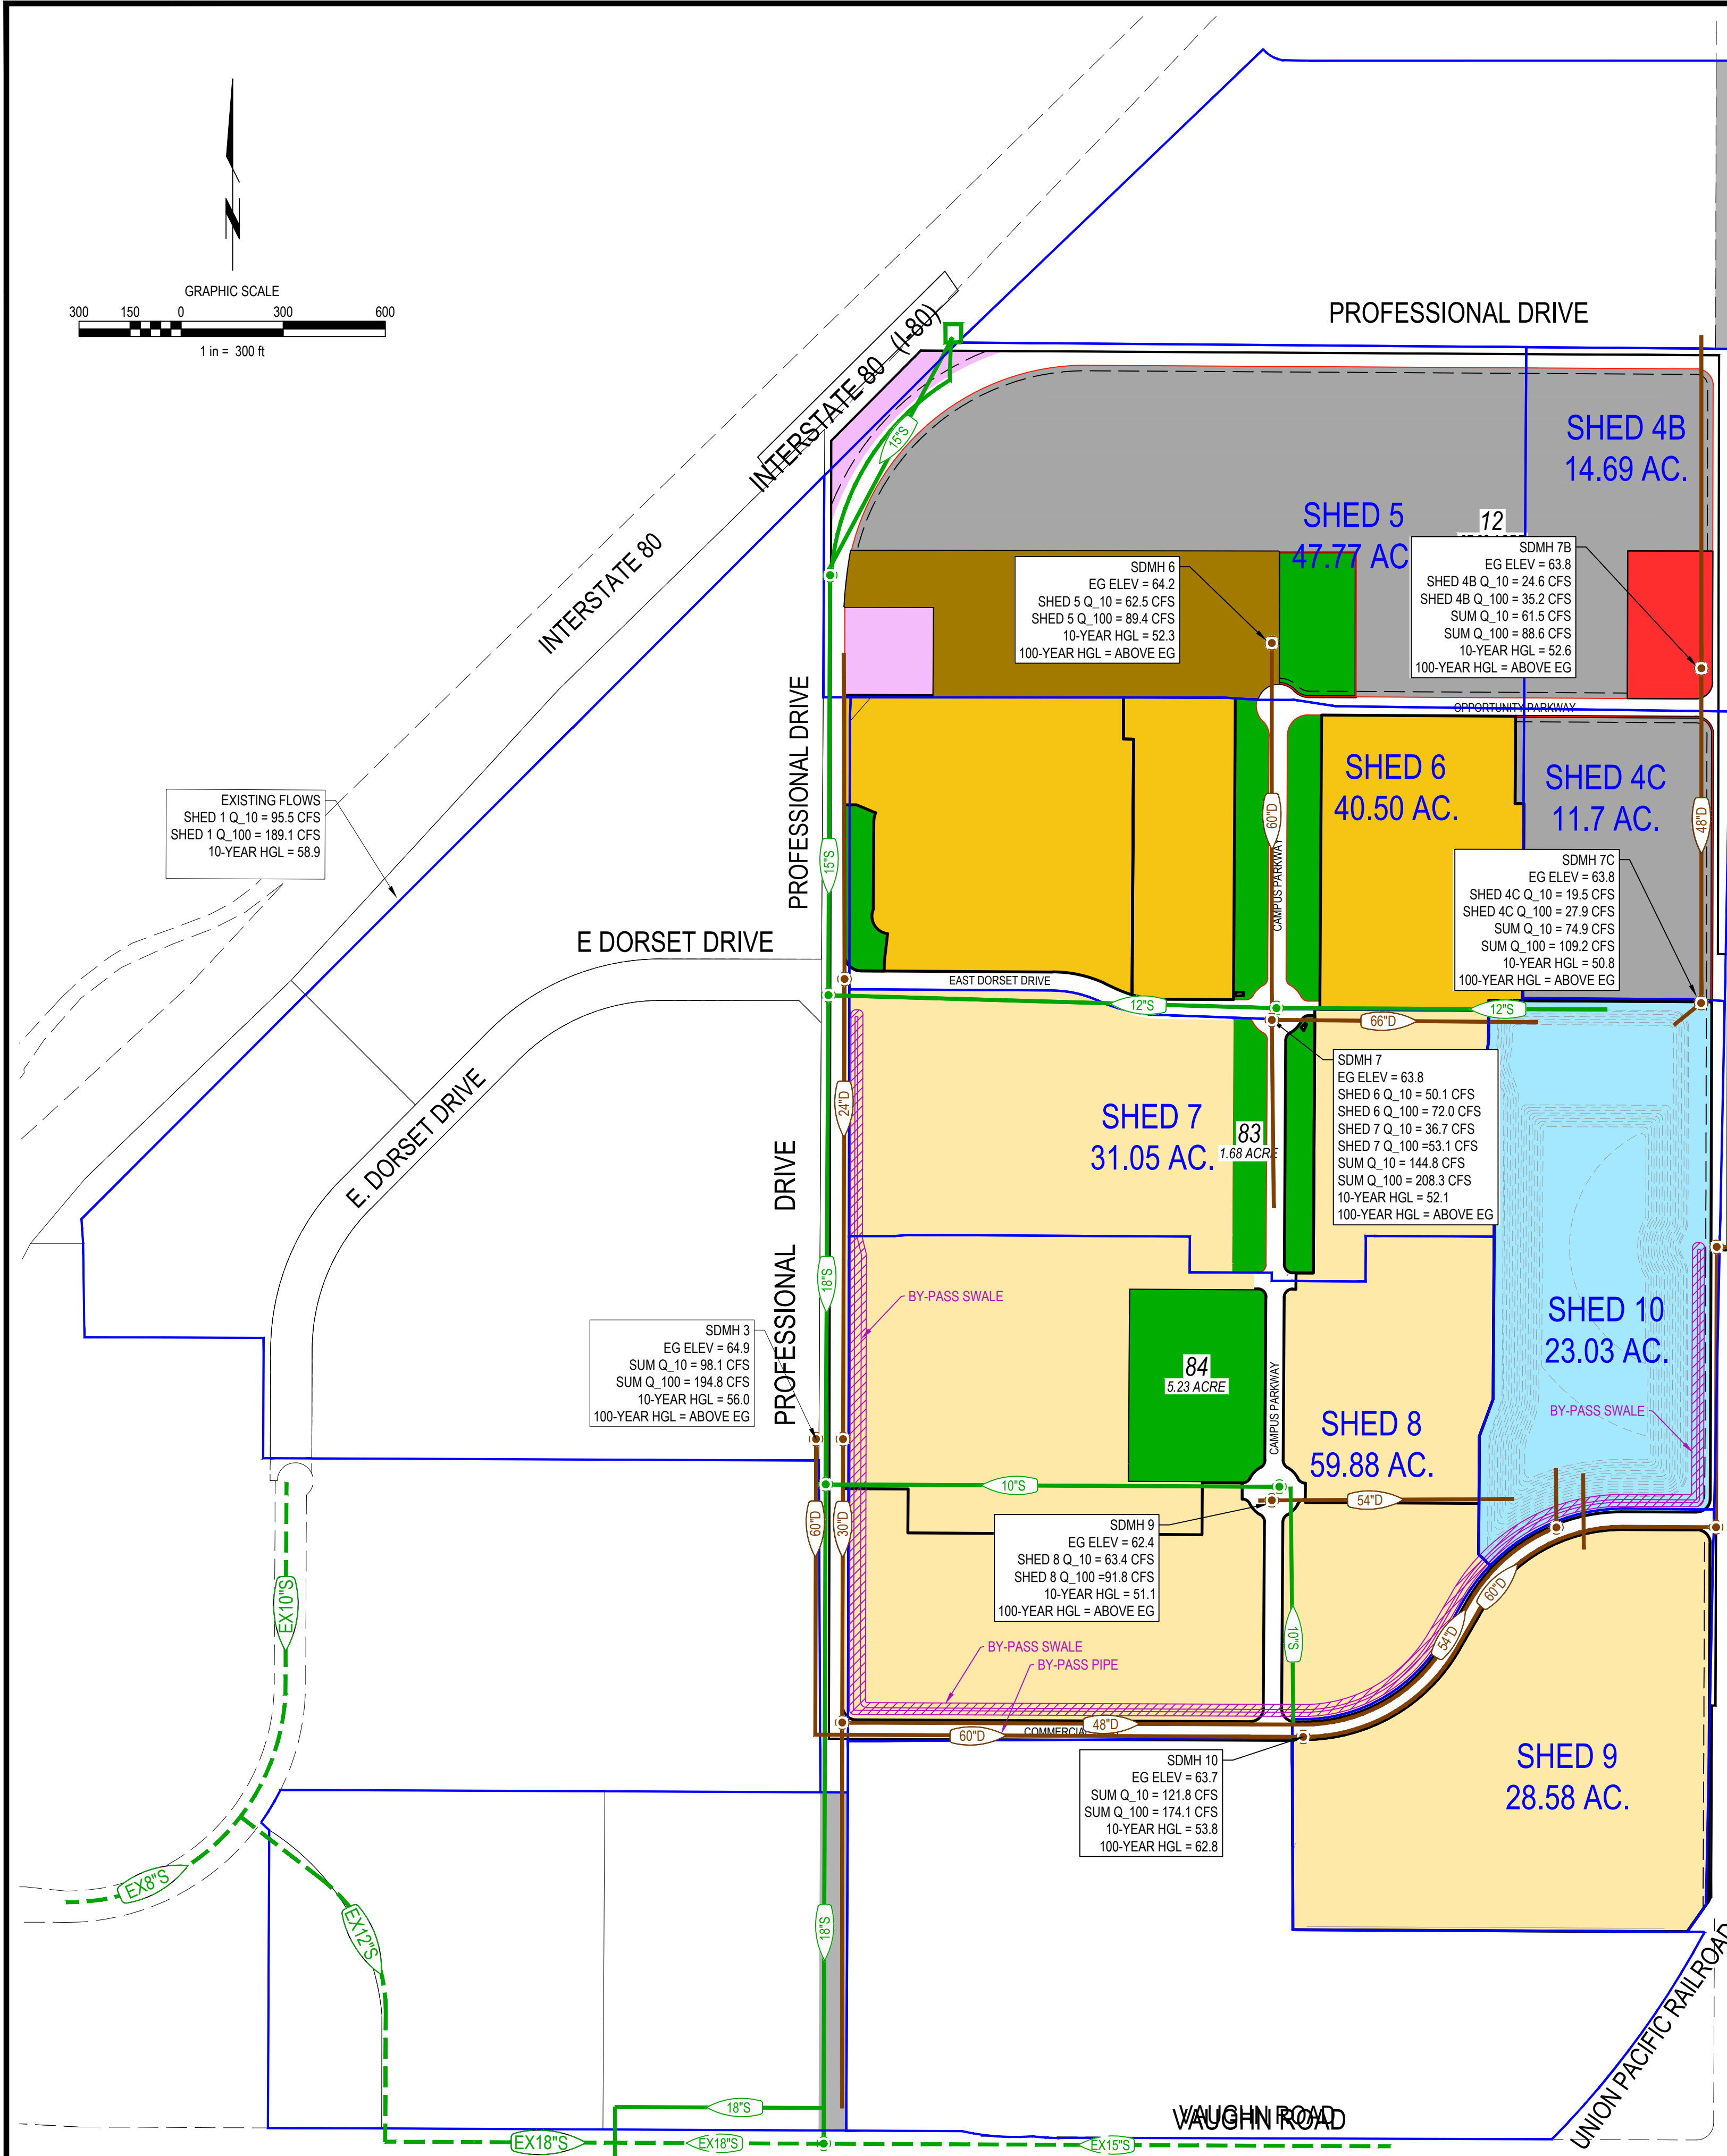 GRAPHIC SCALE
300 150 0 300 600
1 in = 300 ft
PROFESSIONAL DRIVE
INTERSTATE 80 (I-80)
INTERSTATE 80
15"S
SHED 4B
14.69 AC.
SHED 5
47.77 AC
12
SDMH 6
EG ELEV = 64.2
SHED 5 Q_10 = 62.5 CFS
SHED 5 Q_100 = 89.4 CFS
10-YEAR HGL = 52.3
100-YEAR HGL = ABOVE EG
SDMH 7B
EG ELEV = 63.8
SHED 4B Q_10 = 24.6 CFS
SHED 4B Q_100 = 35.2 CFS
SUM Q_10 = 61.5 CFS
SUM Q_100 = 88.6 CFS
10-YEAR HGL = 52.6
100-YEAR HGL = ABOVE EG
OPPORTUNITY PARKWAY
PROFESSIONAL DRIVE
SHED 6
40.50 AC.
SHED 4C
11.7 AC.
60"D
48"D
CAMPUS PARKWAY
15"S
EXISTING FLOWS
SHED 1 Q_10 = 95.5 CFS
SHED 1 Q_100 = 189.1 CFS
10-YEAR HGL = 58.9
SDMH 7C
EG ELEV = 63.8
SHED 4C Q_10 = 19.5 CFS
SHED 4C Q_100 = 27.9 CFS
SUM Q_10 = 74.9 CFS
SUM Q_100 = 109.2 CFS
10-YEAR HGL = 50.8
100-YEAR HGL = ABOVE EG
E DORSET DRIVE
EAST DORSET DRIVE
12"S
12"S
66"D
E. DORSET DRIVE
24"D
SHED 7
31.05 AC.
83
1.68 ACRE
SDMH 7
EG ELEV = 63.8
SHED 6 Q_10 = 50.1 CFS
SHED 6 Q_100 = 72.0 CFS
SHED 7 Q_10 = 36.7 CFS
SHED 7 Q_100 =53.1 CFS
SUM Q_10 = 144.8 CFS
SUM Q_100 = 208.3 CFS
10-YEAR HGL = 52.1
100-YEAR HGL = ABOVE EG
PROFESSIONAL DRIVE
18"S
BY-PASS SWALE
SHED 10
23.03 AC.
BY-PASS SWALE
SDMH 3
EG ELEV = 64.9
SUM Q_10 = 98.1 CFS
SUM Q_100 = 194.8 CFS
10-YEAR HGL = 56.0
100-YEAR HGL = ABOVE EG
84
5.23 ACRE
CAMPUS PARKWAY
SHED 8
59.88 AC.
10"S
54"D
60"D
30"D
SDMH 9
EG ELEV = 62.4
SHED 8 Q_10 = 63.4 CFS
SHED 8 Q_100 =91.8 CFS
10-YEAR HGL = 51.1
100-YEAR HGL = ABOVE EG
EX10"S
10"S
60"D
54"D
BY-PASS SWALE
BY-PASS PIPE
48"D
60"D
SDMH 10
EG ELEV = 63.7
SUM Q_10 = 121.8 CFS
SUM Q_100 = 174.1 CFS
10-YEAR HGL = 53.8
100-YEAR HGL = 62.8
SHED 9
28.58 AC.
EX8"S
EX12"S
18"S
UNION PACIFIC RAILROAD
18"S
VAUGHN ROAD
VAUGHN ROAD
EX18"S
EX18"S
EX15"S